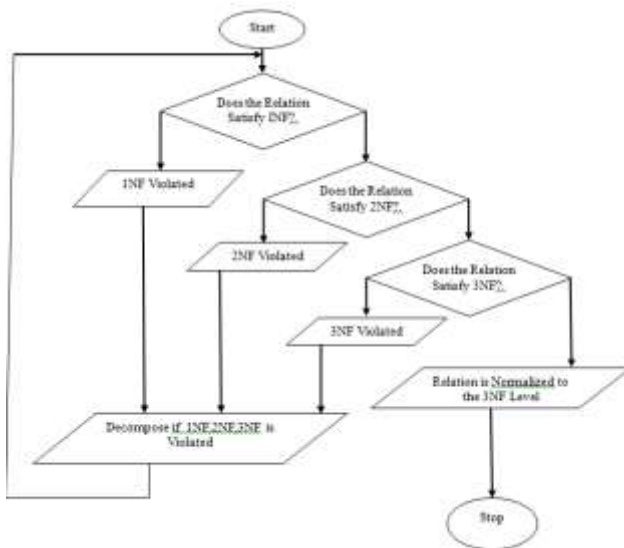 Start
Does the Relation
Satisfy 1NF?
1NF Violated
Does the Relation
Satisfy 2NF?
2NF Violated
Does the Relation
Satisfy 3NF?
3NF Violated
Relation is Normalized to
the 3NF Level
Decompose if 1NF,2NF,3NF is
Violated
Stop